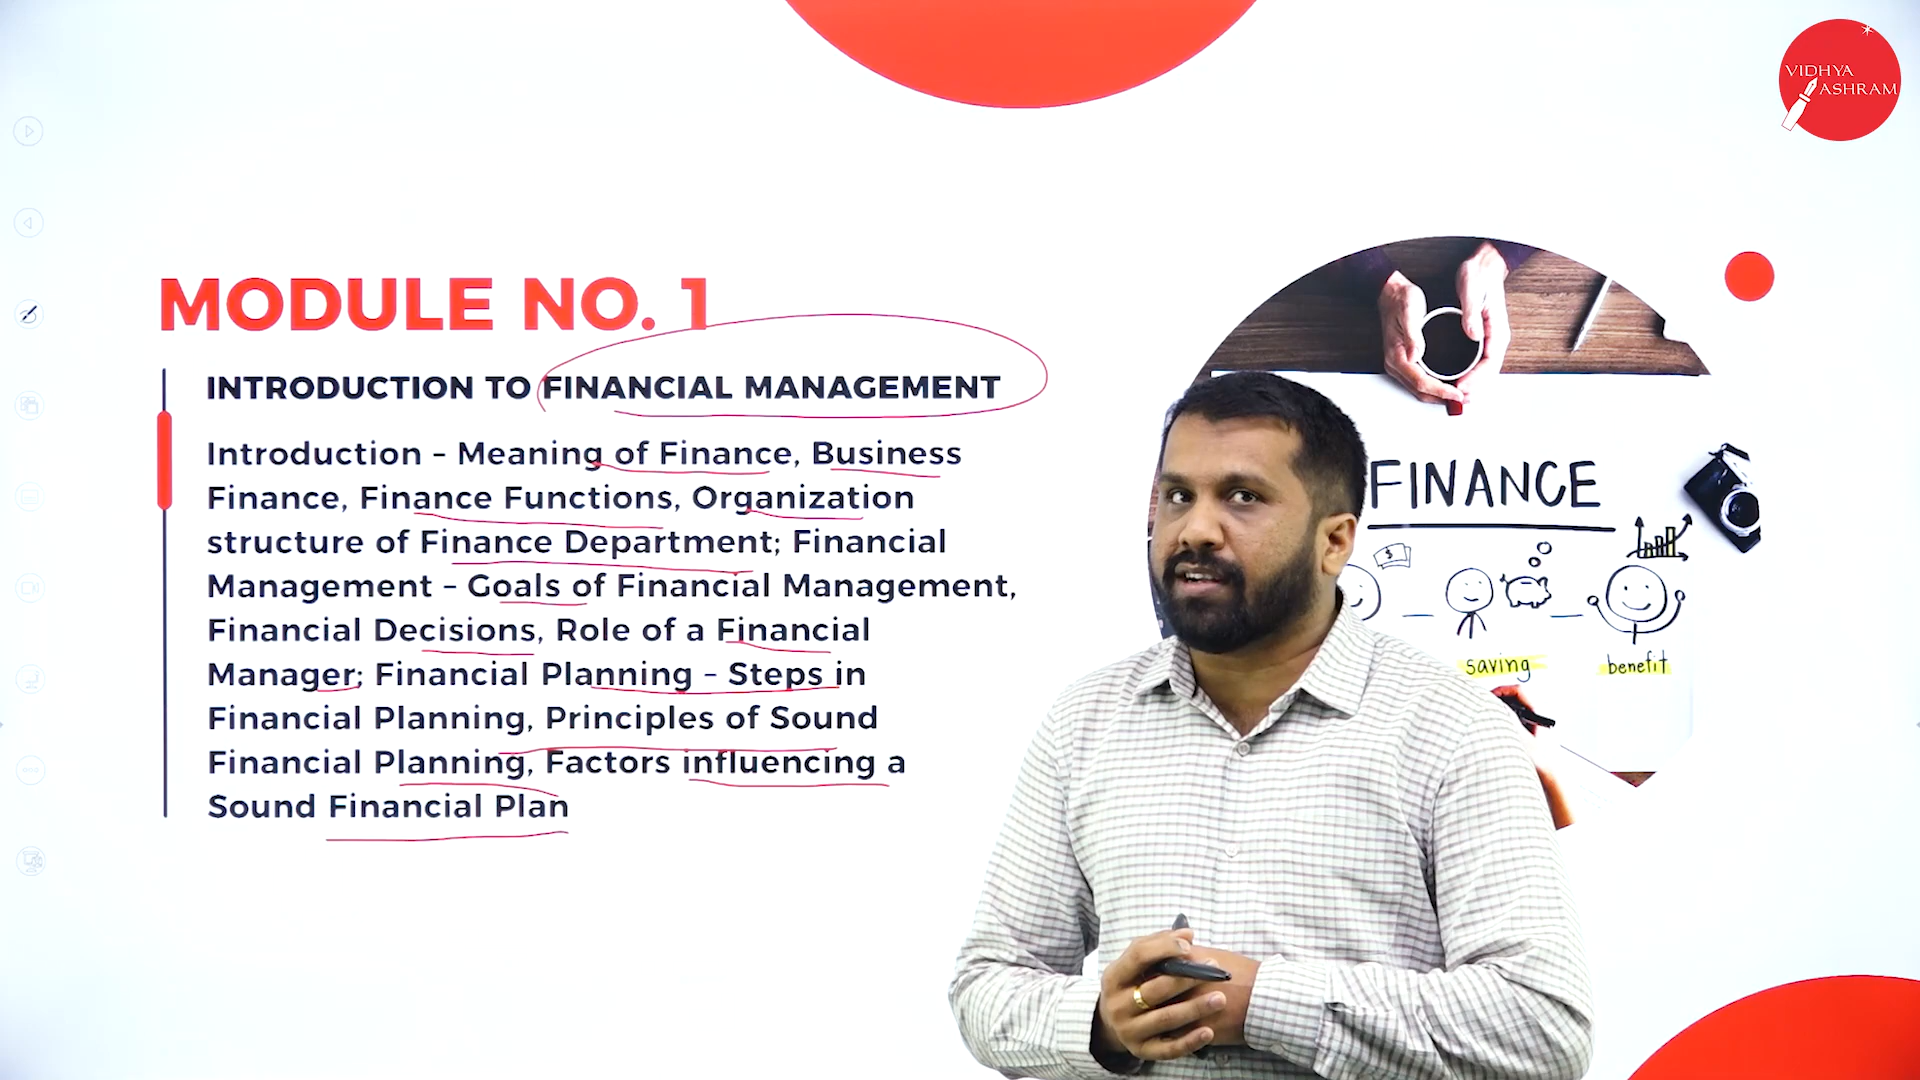 VIDHYA
ASHRAM
MODULE NO. 1
INTRODUCTION TO FINANCIAL MANAGEMENT
Introduction - Meaning of Finance, Business
Finance, Finance Functions, Organization
structure of Finance Department; Financial
Management - Goals of Financial Management,
Financial Decisions, Role of a Financial
Manager; Financial Planning - Steps in
Financial Planning, Principles of Sound
Financial Planning, Factors influencing a
Sound Financial Plan
FINANCE
$
saving
benefit